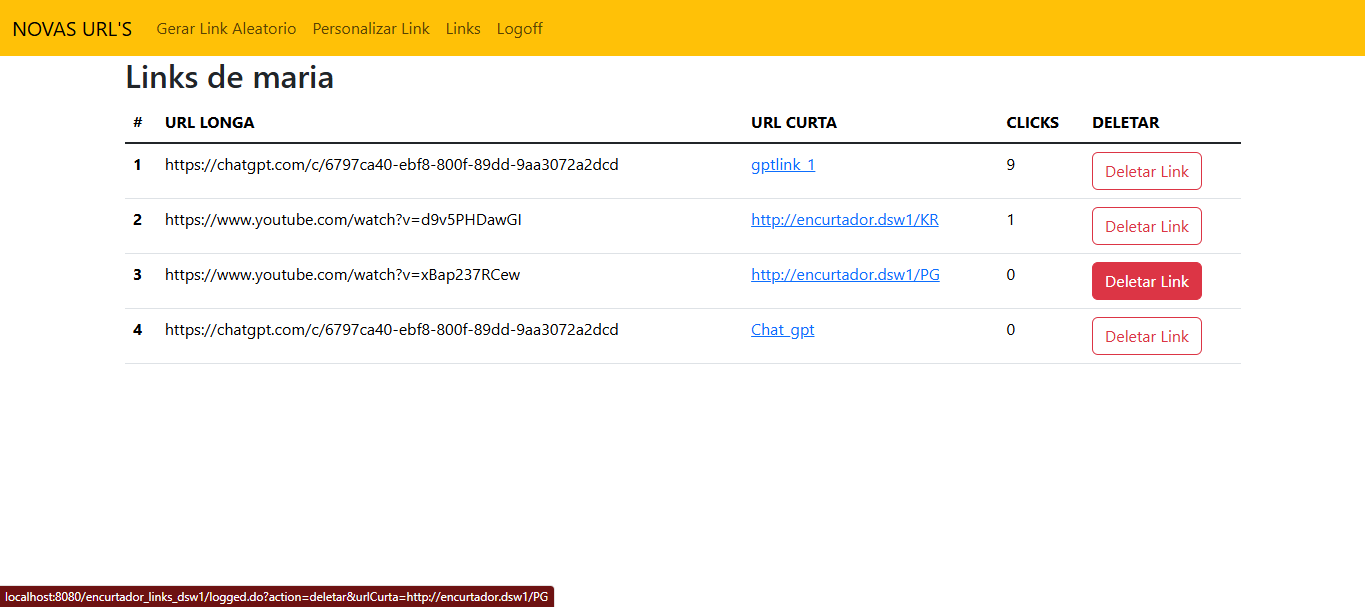 NOVAS URL'S Gerar Link Aleatorio Personalizar Link Links Logoff
Links de maria
# URL LONGA URL CURTA CLICKS DELETAR
1 https://chatgpt.com/c/6797ca40-ebf8-800f-89dd-9aa3072a2dcd gptlink_1 9 Deletar Link
2 https://www.youtube.com/watch?v=d9v5PHDawGI http://encurtador.dsw1/KR 1 Deletar Link
3 https://www.youtube.com/watch?v=xBap237RCew http://encurtador.dsw1/PG 0 Deletar Link
4 https://chatgpt.com/c/6797ca40-ebf8-800f-89dd-9aa3072a2dcd Chat_gpt 0 Deletar Link
localhost:8080/encurtador_links_dsw1/logged.do?action=deletar&urlCurta=http://encurtador.dsw1/PG